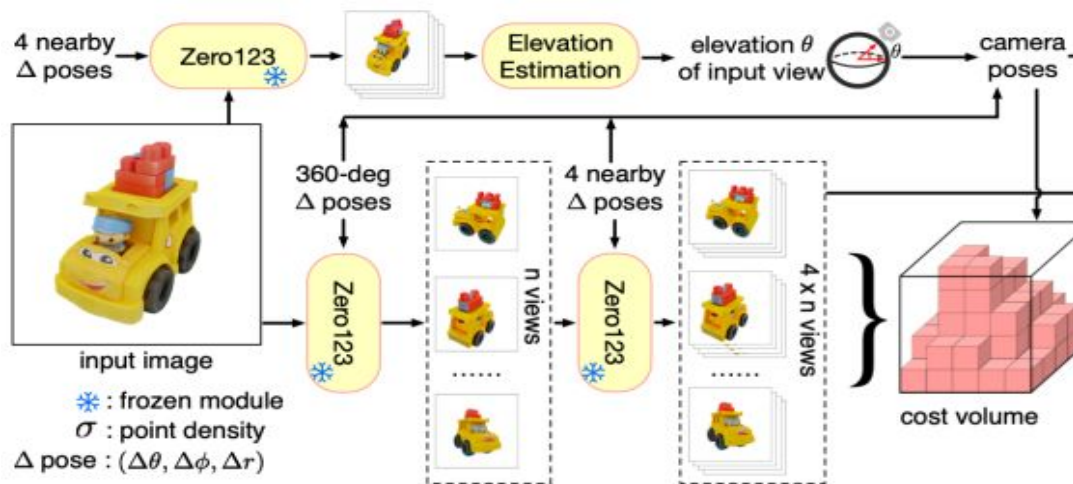 4 nearby
Δ poses
Zero123
Elevation
Estimation
elevation θ
of input view
θ
camera
poses
360-deg
Δ poses
4 nearby
Δ poses
Zero123
n views
Zero123
4 x n views
......
......
input image
cost volume
: frozen module
σ : point density
Δ pose : (Δθ, Δϕ, Δr)